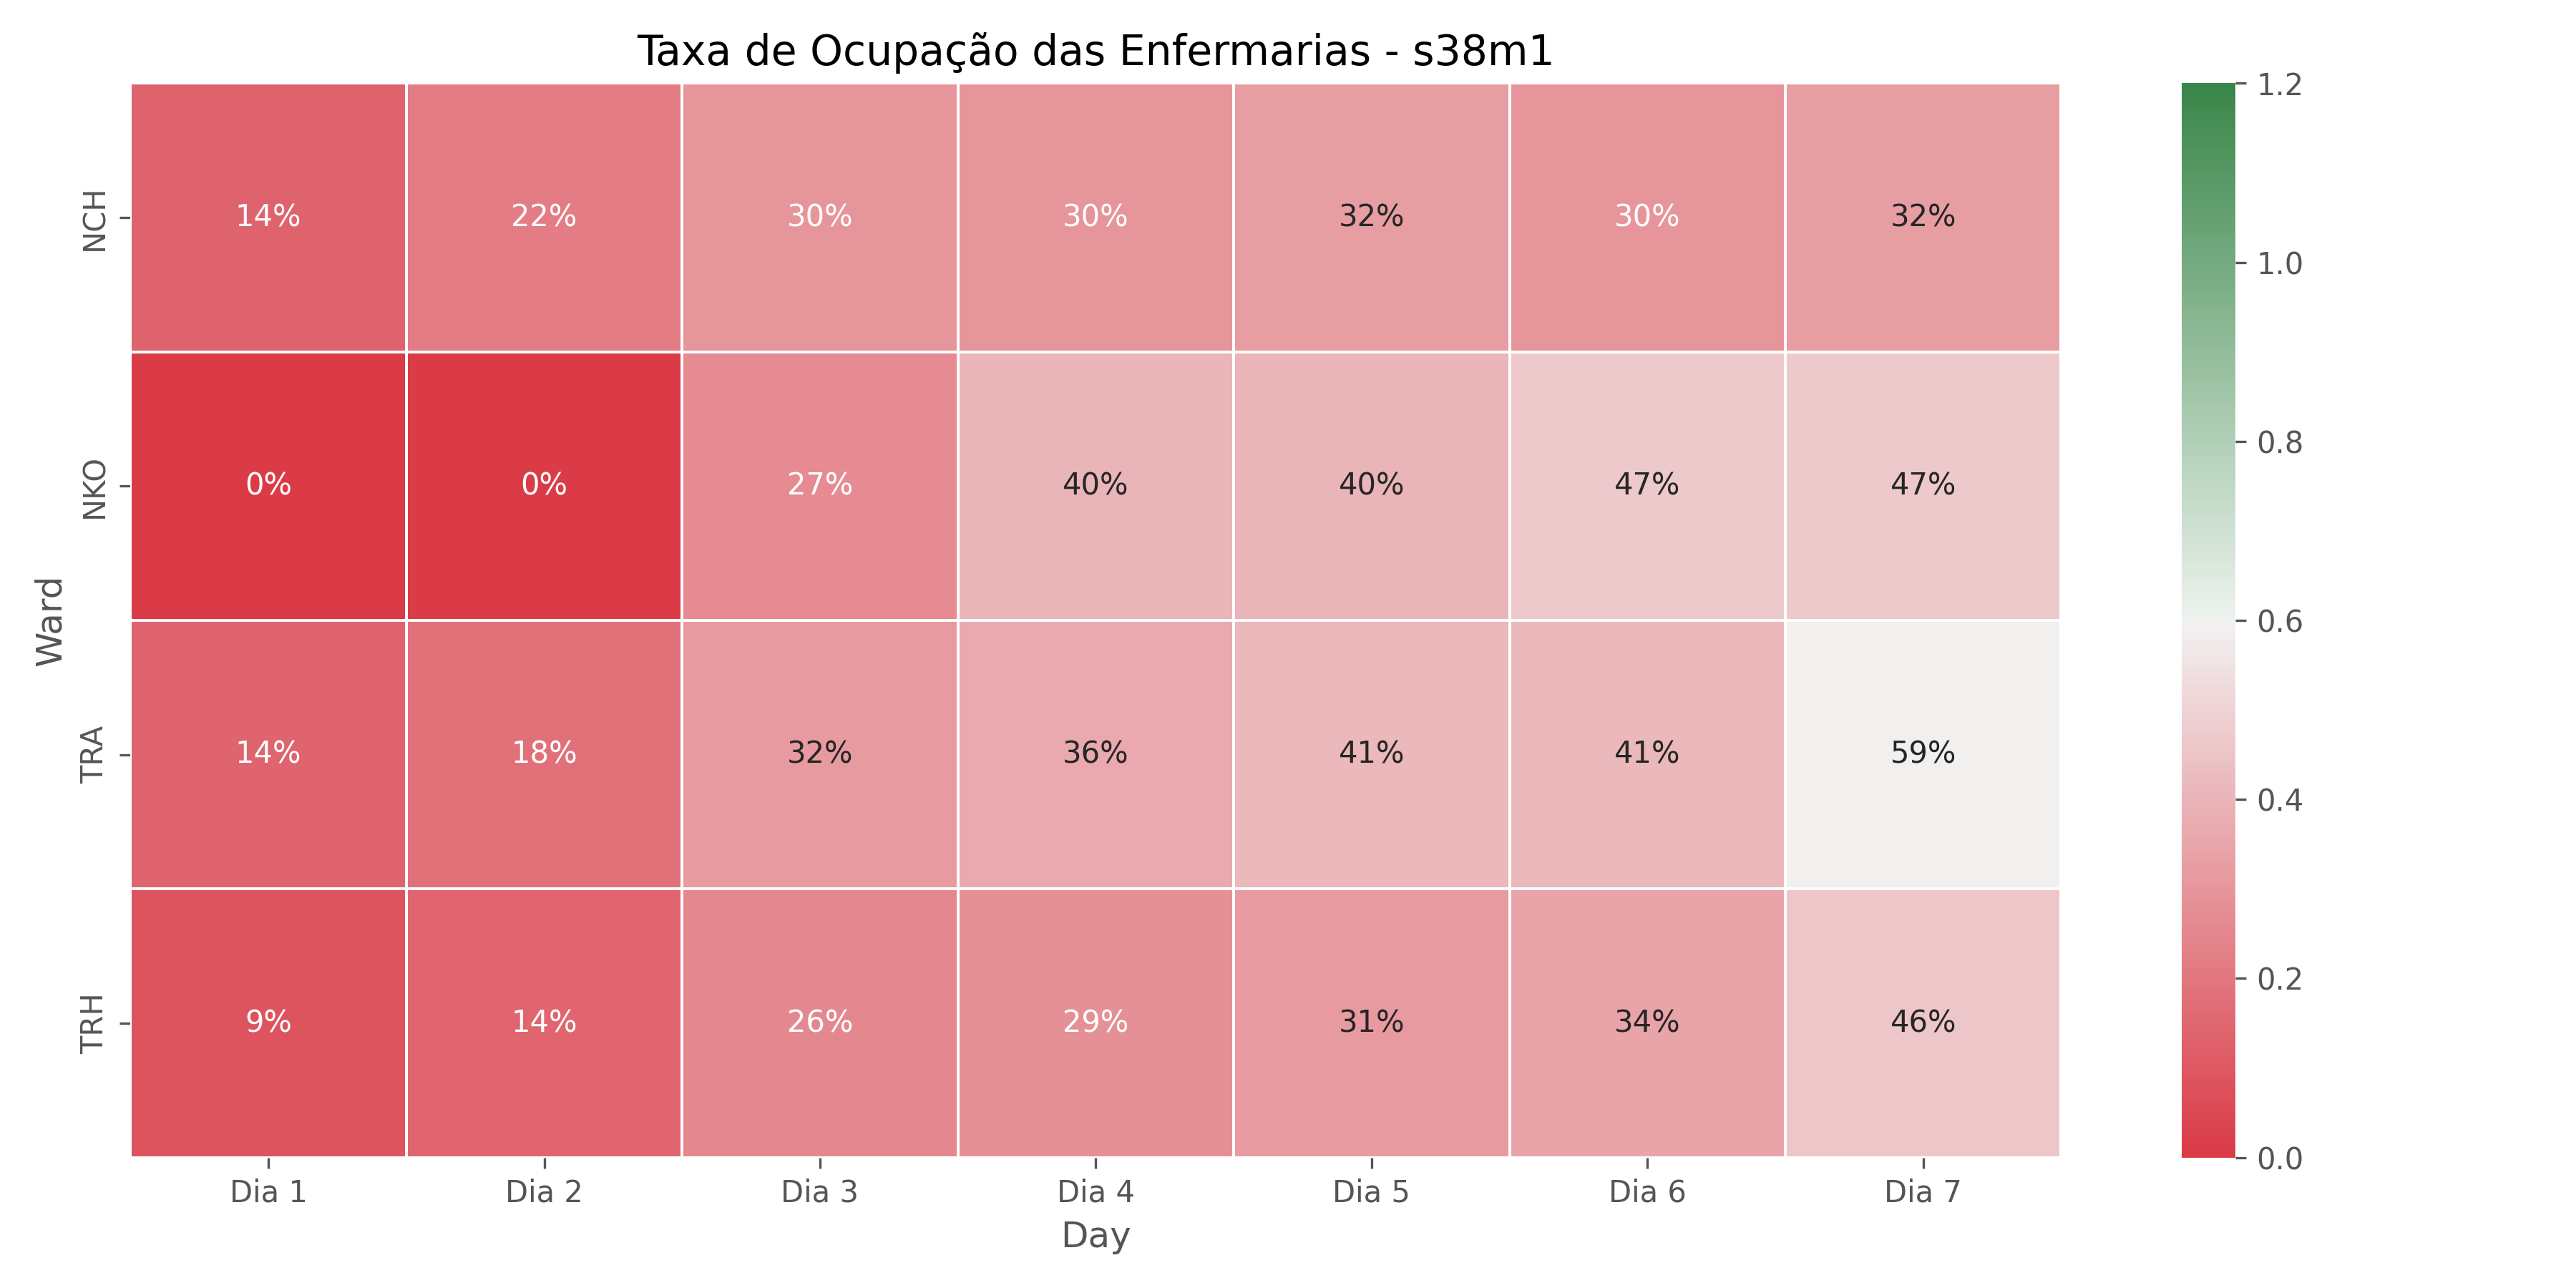 Taxa de Ocupação das Enfermarias - s38m1
Ward
NCH
14% 22% 30% 30% 32% 30% 32%
NKO
0% 0% 27% 40% 40% 47% 47%
TRA
14% 18% 32% 36% 41% 41% 59%
TRH
9% 14% 26% 29% 31% 34% 46%
Dia 1 Dia 2 Dia 3 Dia 4 Dia 5 Dia 6 Dia 7
Day
1.2
1.0
0.8
0.6
0.4
0.2
0.0